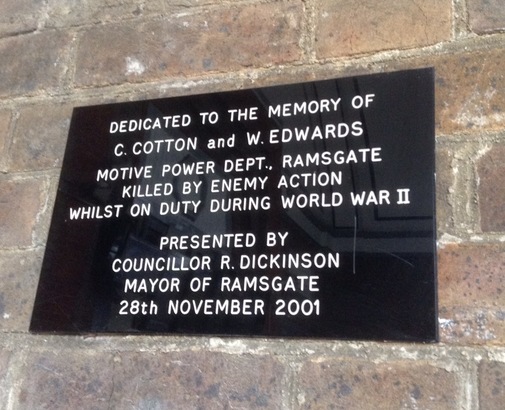 DEDICATED TO THE MEMORY OF
C. COTTON and W. EDWARDS
MOTIVE POWER DEPT., RAMSGATE
KILLED BY ENEMY ACTION
WHILST ON DUTY DURING WORLD WAR II
PRESENTED BY
COUNCILLOR R. DICKINSON
MAYOR OF RAMSGATE
28th NOVEMBER 2001